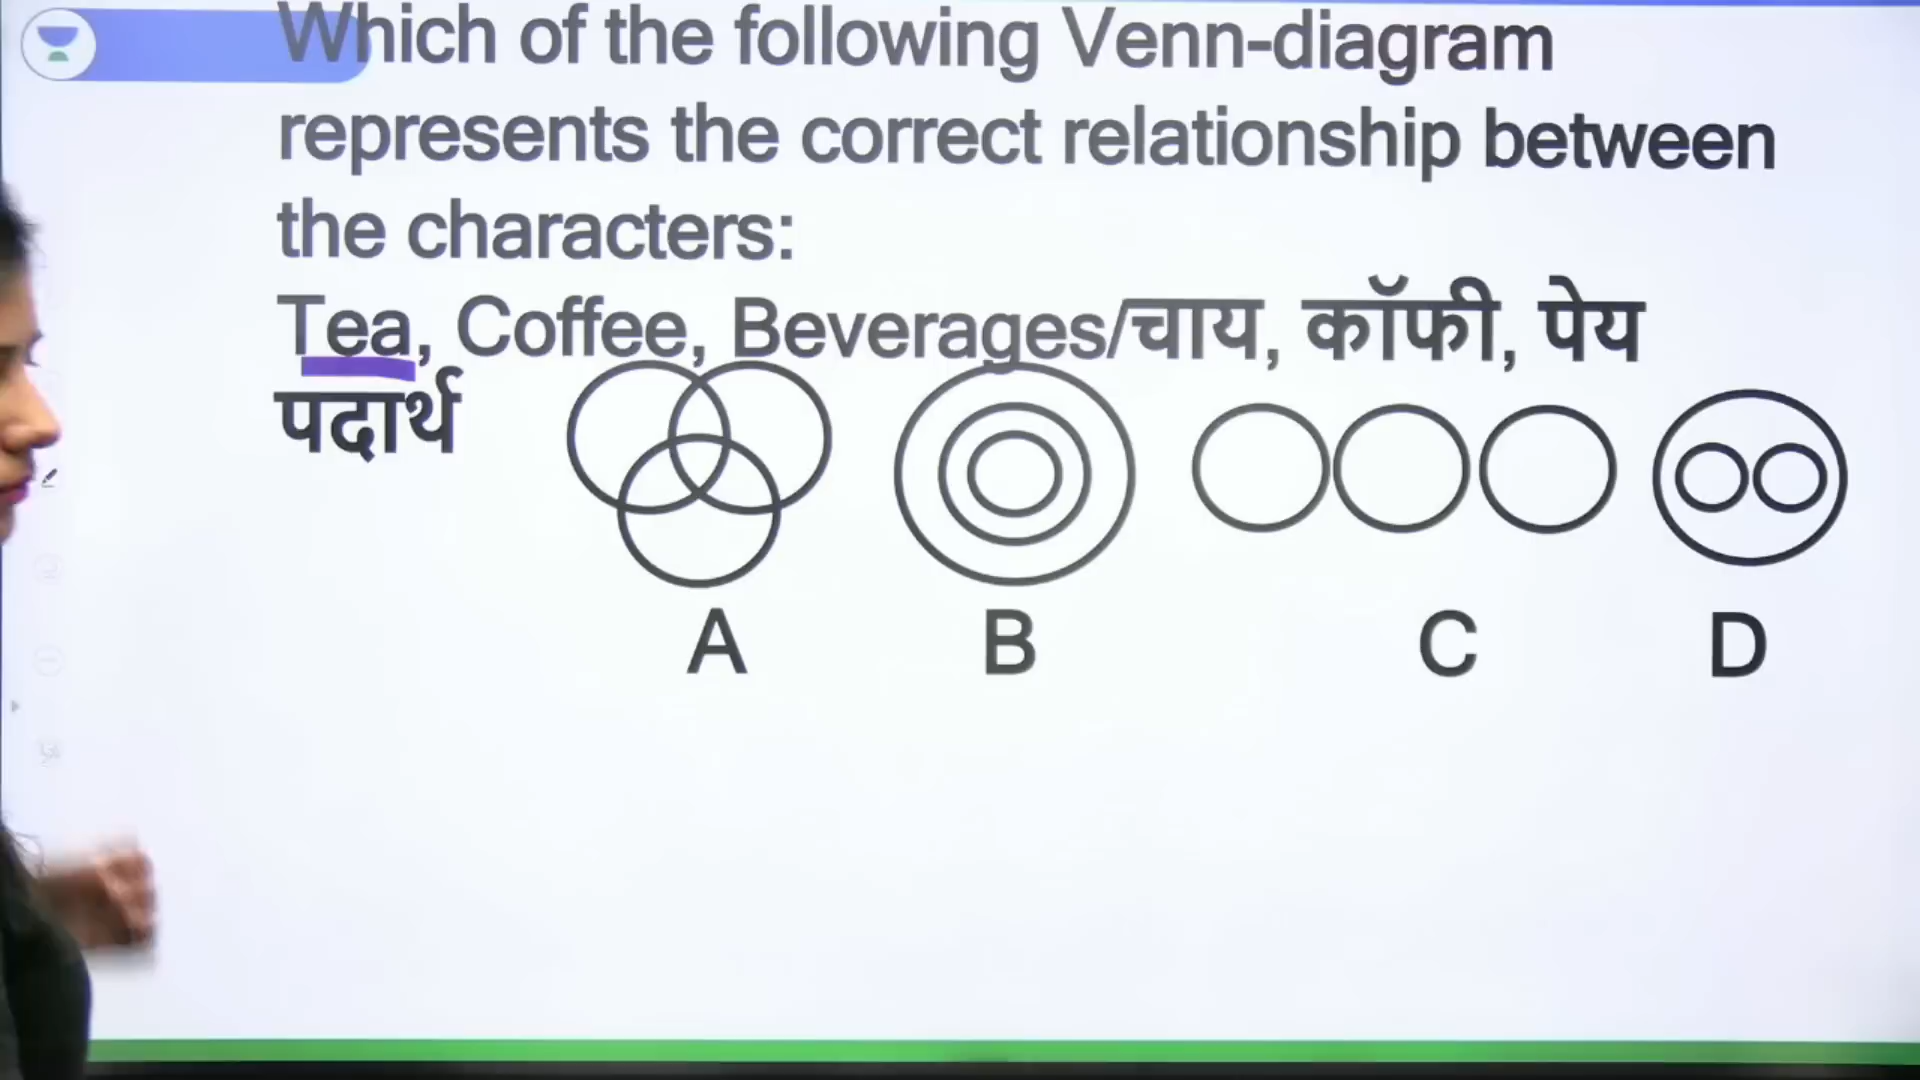 Which of the following Venn-diagram
represents the correct relationship between
the characters:
Tea, Coffee, Beverages/चाय, कॉफी, पेय
पदार्थ
A B C D